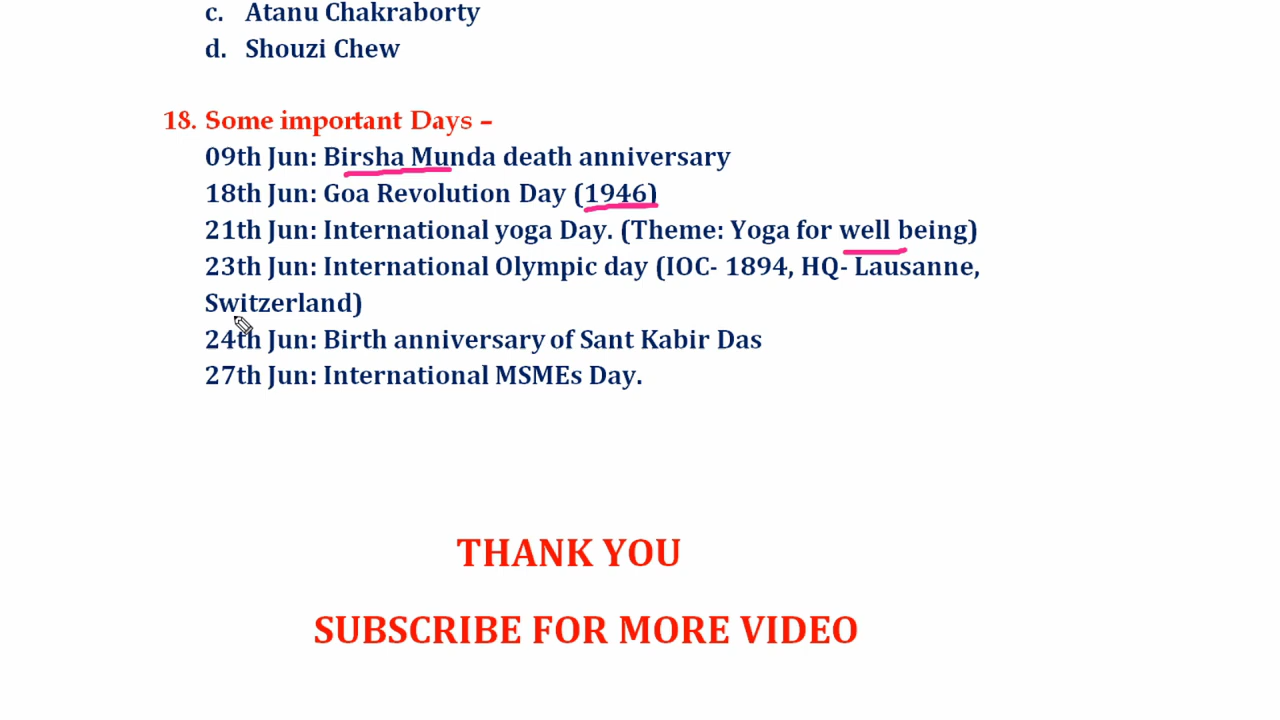 c. Atanu Chakraborty
d. Shouzi Chew
18. Some important Days –
09th Jun: Birsha Munda death anniversary
18th Jun: Goa Revolution Day (1946)
21th Jun: International yoga Day. (Theme: Yoga for well being)
23th Jun: International Olympic day (IOC- 1894, HQ- Lausanne,
Switzerland)
24th Jun: Birth anniversary of Sant Kabir Das
27th Jun: International MSMEs Day.
THANK YOU
SUBSCRIBE FOR MORE VIDEO